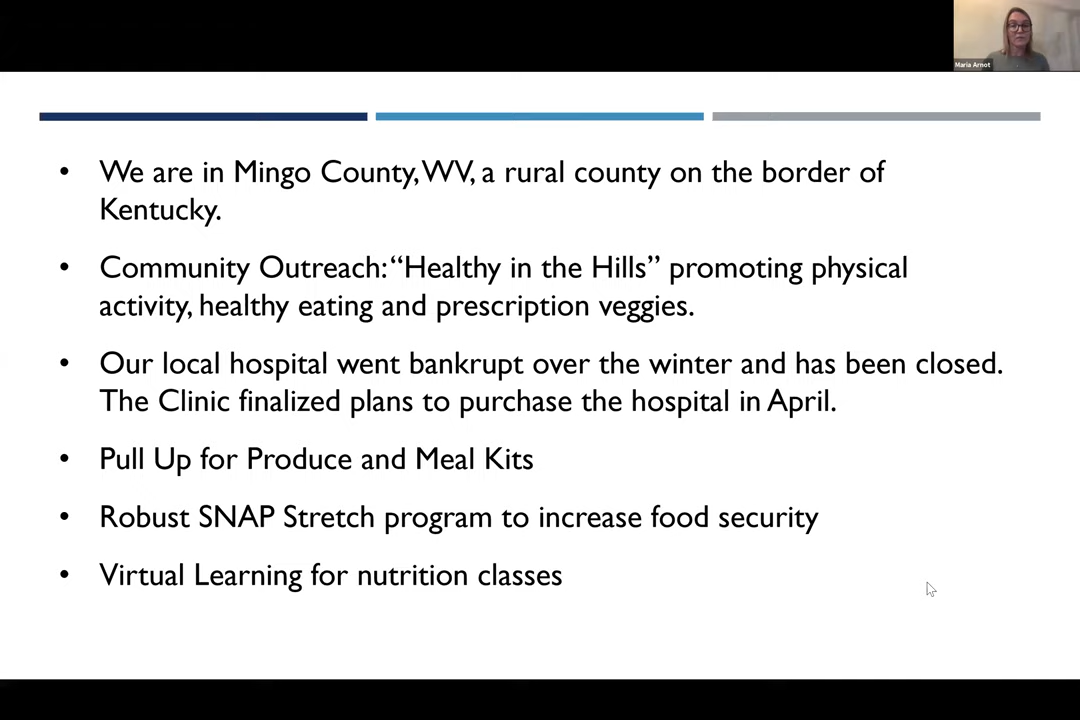 Maria Arnot
• We are in Mingo County, WV, a rural county on the border of
Kentucky.
• Community Outreach: “Healthy in the Hills” promoting physical
activity, healthy eating and prescription veggies.
• Our local hospital went bankrupt over the winter and has been closed.
The Clinic finalized plans to purchase the hospital in April.
• Pull Up for Produce and Meal Kits
• Robust SNAP Stretch program to increase food security
• Virtual Learning for nutrition classes